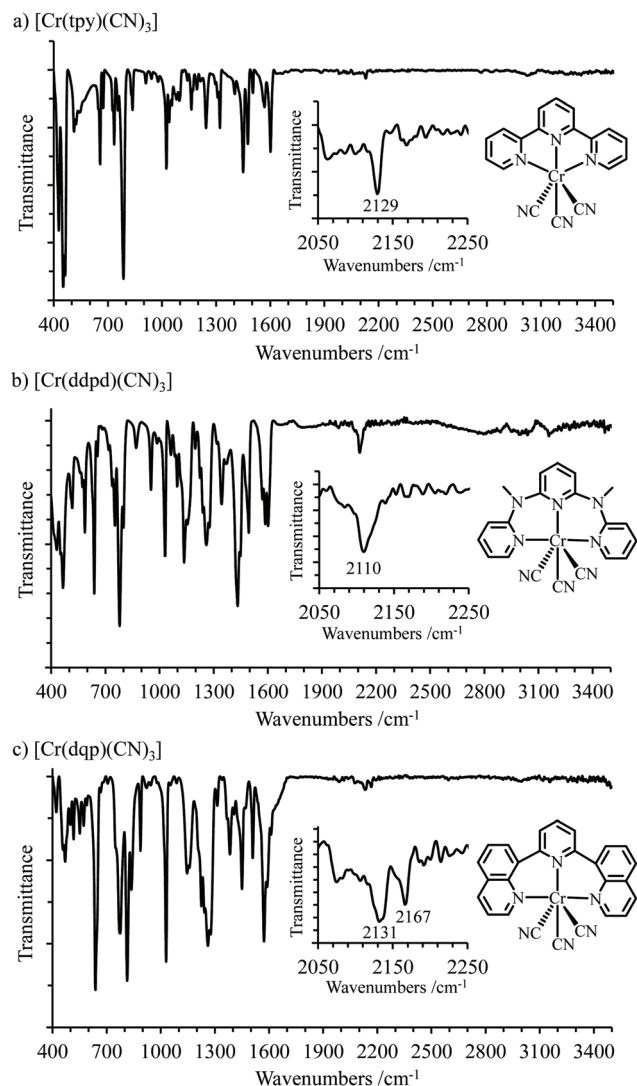 a) [Cr(tpy)(CN)₃]
Transmittance
Transmittance
2129
2050 2150 2250
Wavenumbers /cm⁻¹
N
N N
Cr
NC CN
CN
400 700 1000 1300 1600 1900 2200 2500 2800 3100 3400
Wavenumbers /cm⁻¹
b) [Cr(ddpd)(CN)₃]
Transmittance
Transmittance
2110
2050 2150 2250
Wavenumbers /cm⁻¹
N N N
N Cr N
NC CN
CN
400 700 1000 1300 1600 1900 2200 2500 2800 3100 3400
Wavenumbers /cm⁻¹
c) [Cr(dqp)(CN)₃]
Transmittance
Transmittance
2167
2131
2050 2150 2250
Wavenumbers /cm⁻¹
N
N Cr N
NC CN
CN
400 700 1000 1300 1600 1900 2200 2500 2800 3100 3400
Wavenumbers /cm⁻¹